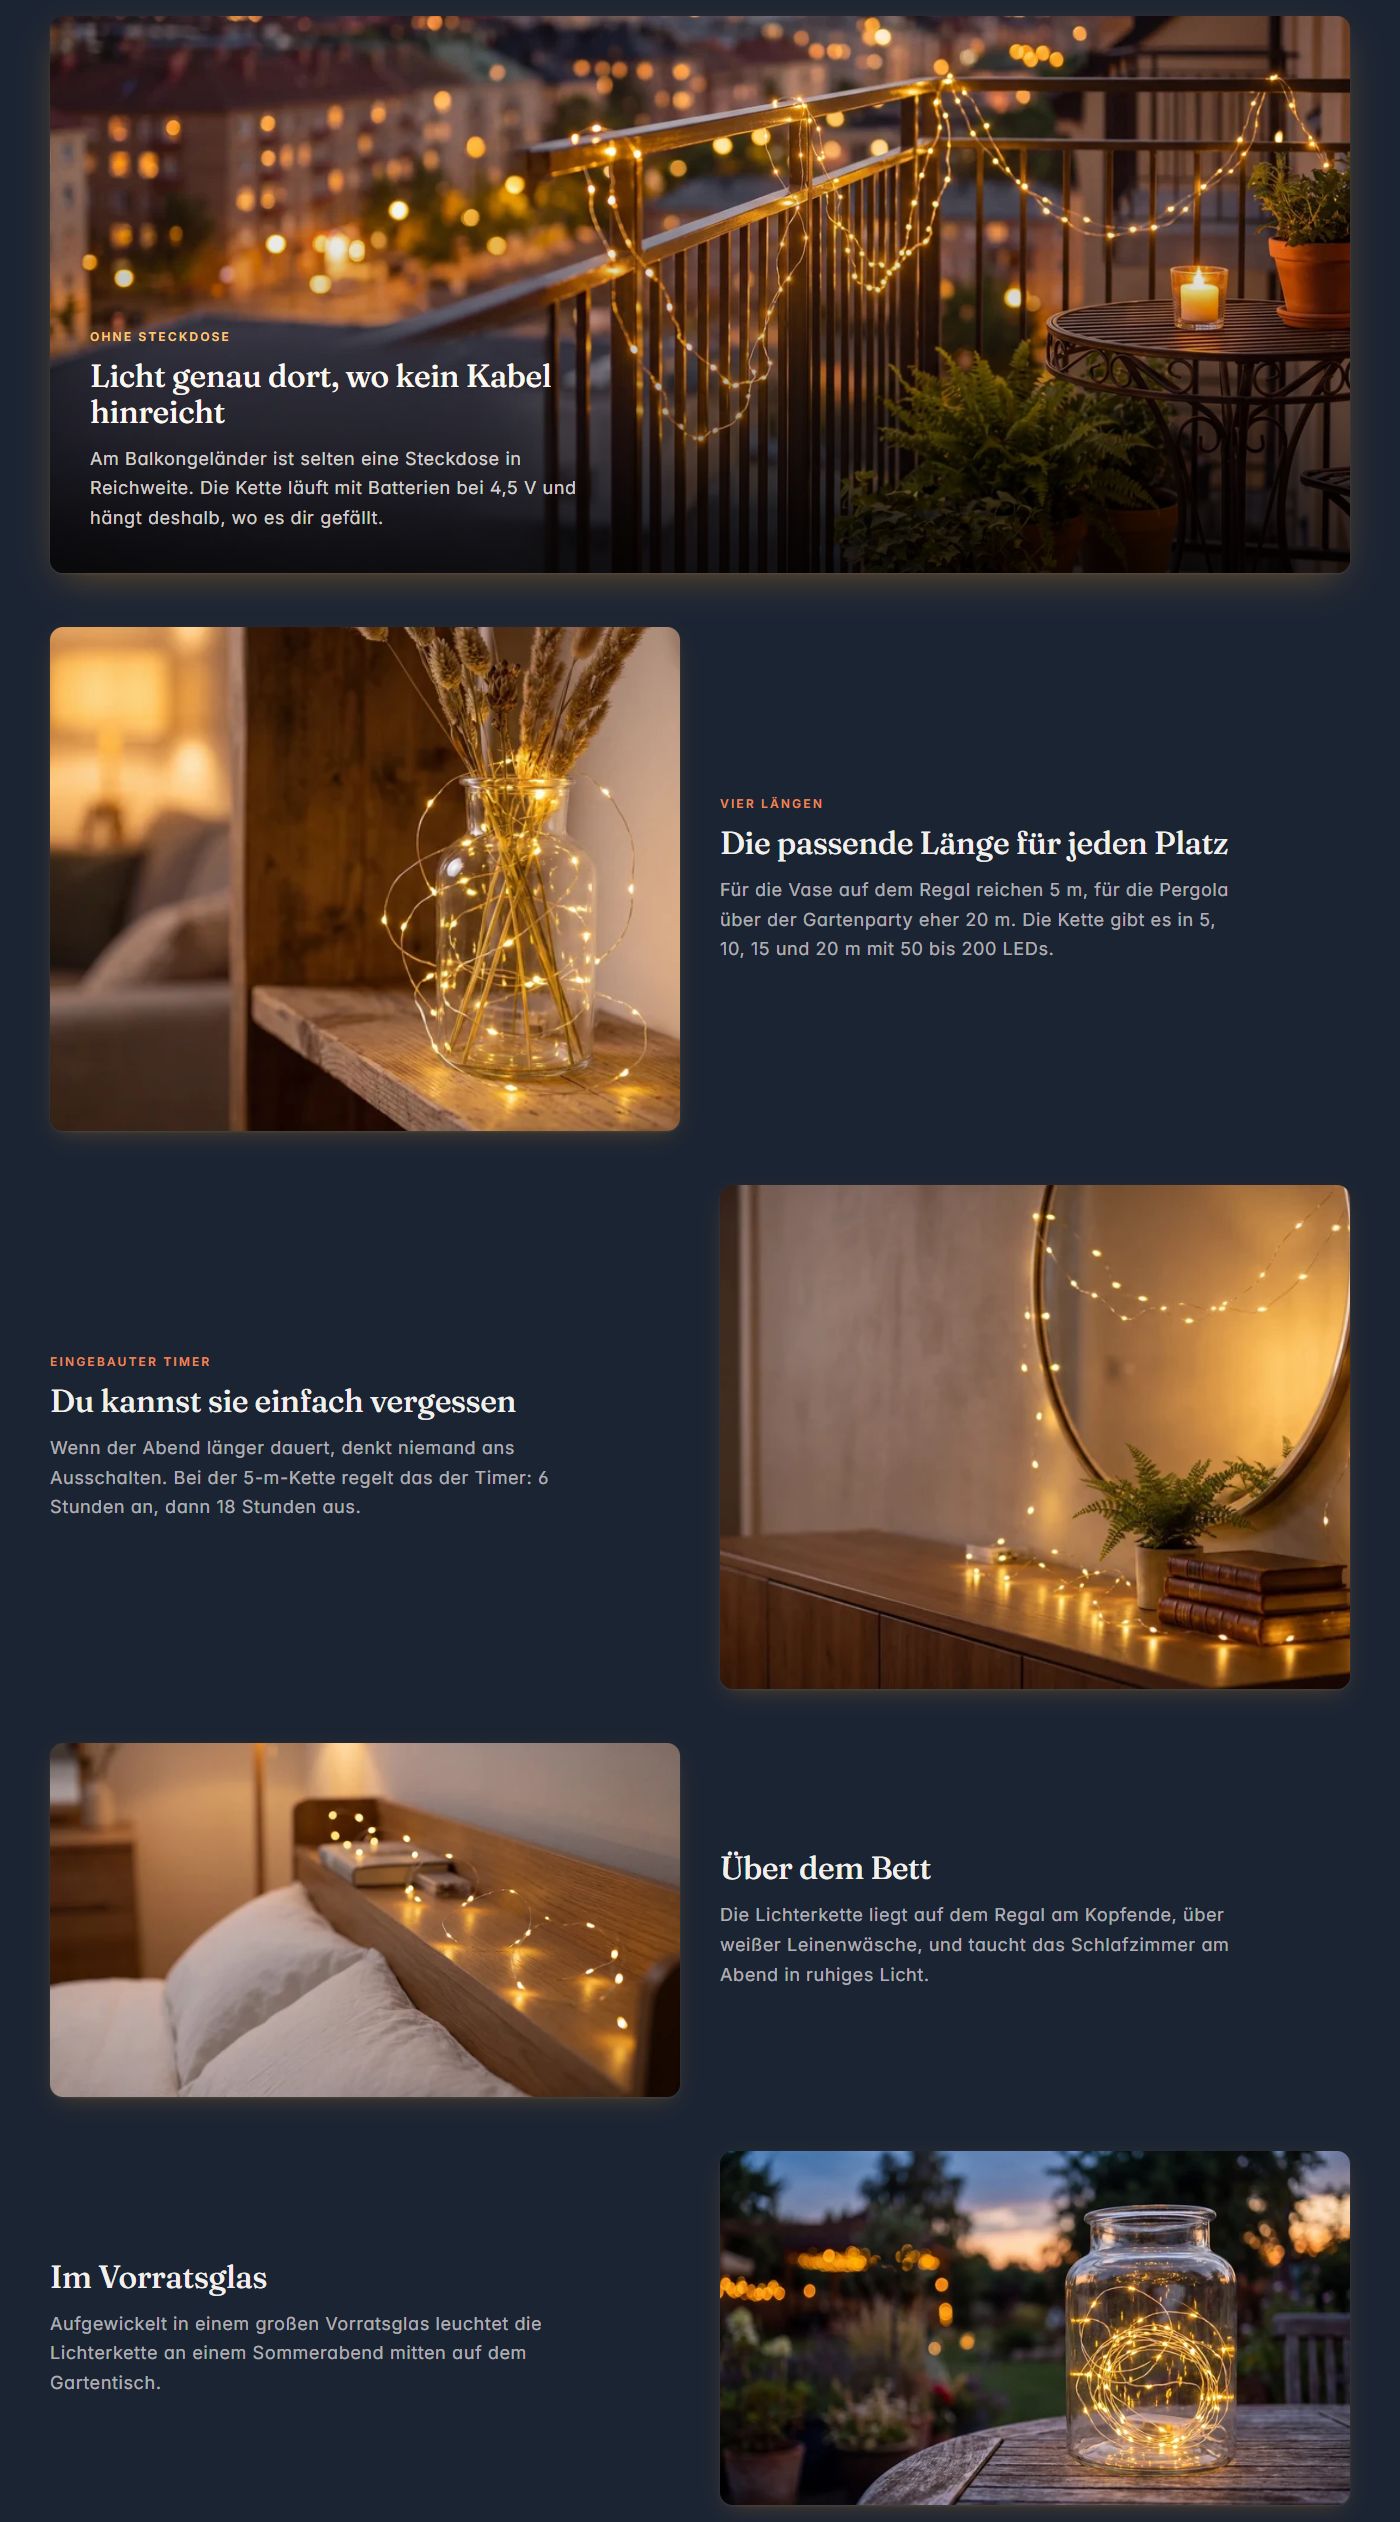 OHNE STECKDOSE
Licht genau dort, wo kein Kabel
hinreicht
Am Balkongeländer ist selten eine Steckdose in
Reichweite. Die Kette läuft mit Batterien bei 4,5 V und
hängt deshalb, wo es dir gefällt.
VIER LÄNGEN
Die passende Länge für jeden Platz
Für die Vase auf dem Regal reichen 5 m, für die Pergola
über der Gartenparty eher 20 m. Die Kette gibt es in 5,
10, 15 und 20 m mit 50 bis 200 LEDs.
EINGEBAUTER TIMER
Du kannst sie einfach vergessen
Wenn der Abend länger dauert, denkt niemand ans
Ausschalten. Bei der 5-m-Kette regelt das der Timer: 6
Stunden an, dann 18 Stunden aus.
Über dem Bett
Die Lichterkette liegt auf dem Regal am Kopfende, über
weißer Leinenwäsche, und taucht das Schlafzimmer am
Abend in ruhiges Licht.
Im Vorratsglas
Aufgewickelt in einem großen Vorratsglas leuchtet die
Lichterkette an einem Sommerabend mitten auf dem
Gartentisch.